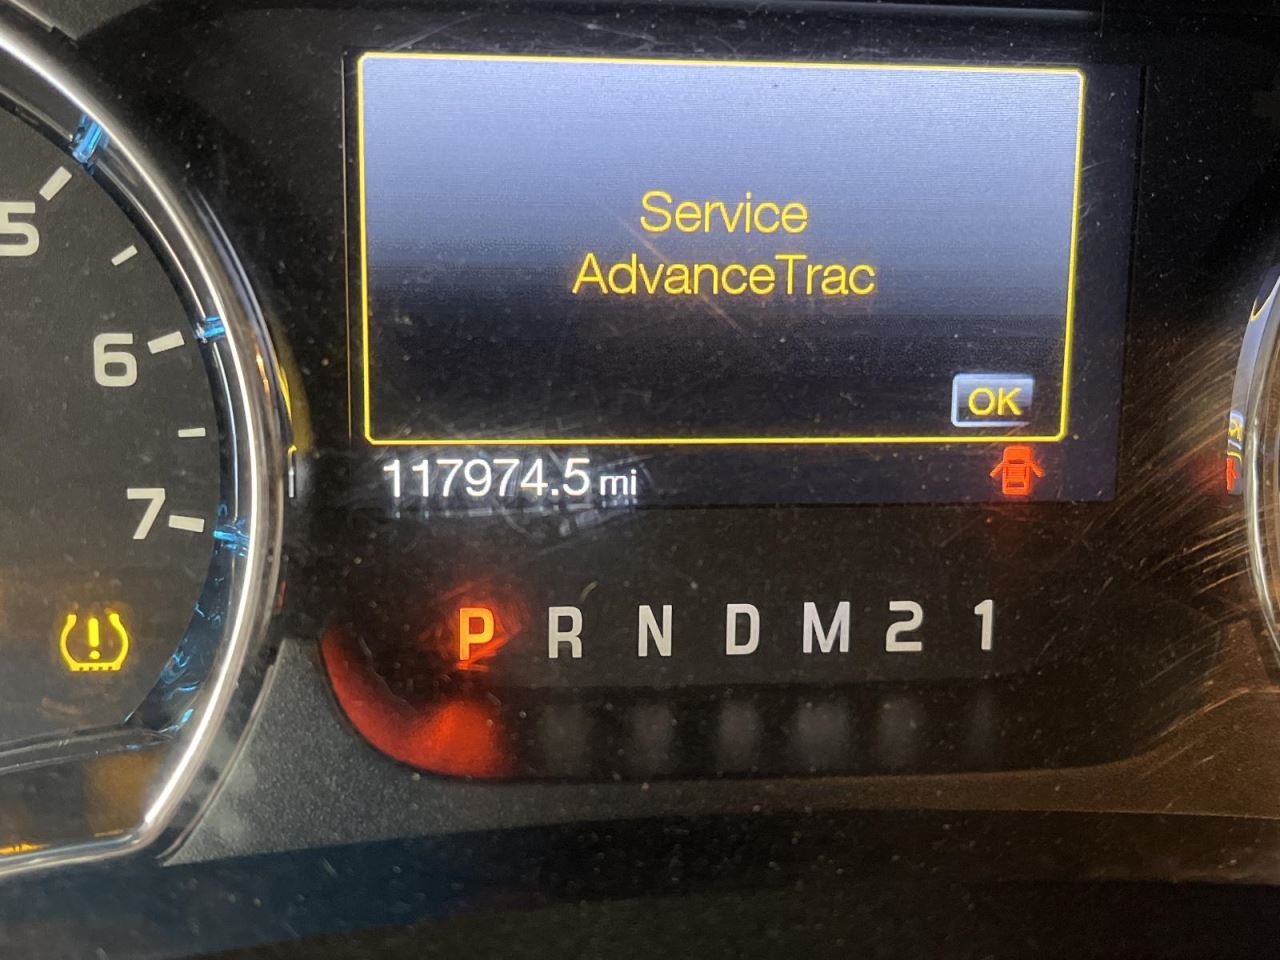 Service
AdvanceTrac
OK
117974.5 mi
P R N D M 2 1
5
6
7